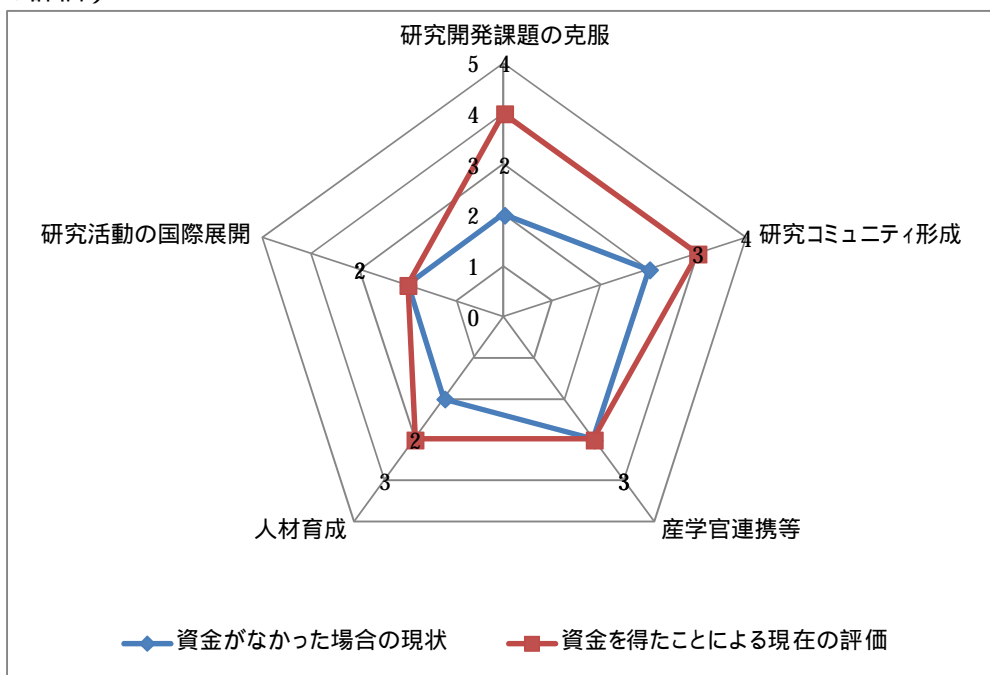 研究開発課題の克服
5 4
4
3 2
2
研究活動の国際展開
研究コミュニティ形成
4
3
2
1
0
2
3
3
人材育成
産学官連携等
資金がなかった場合の現状
資金を得たことによる現在の評価